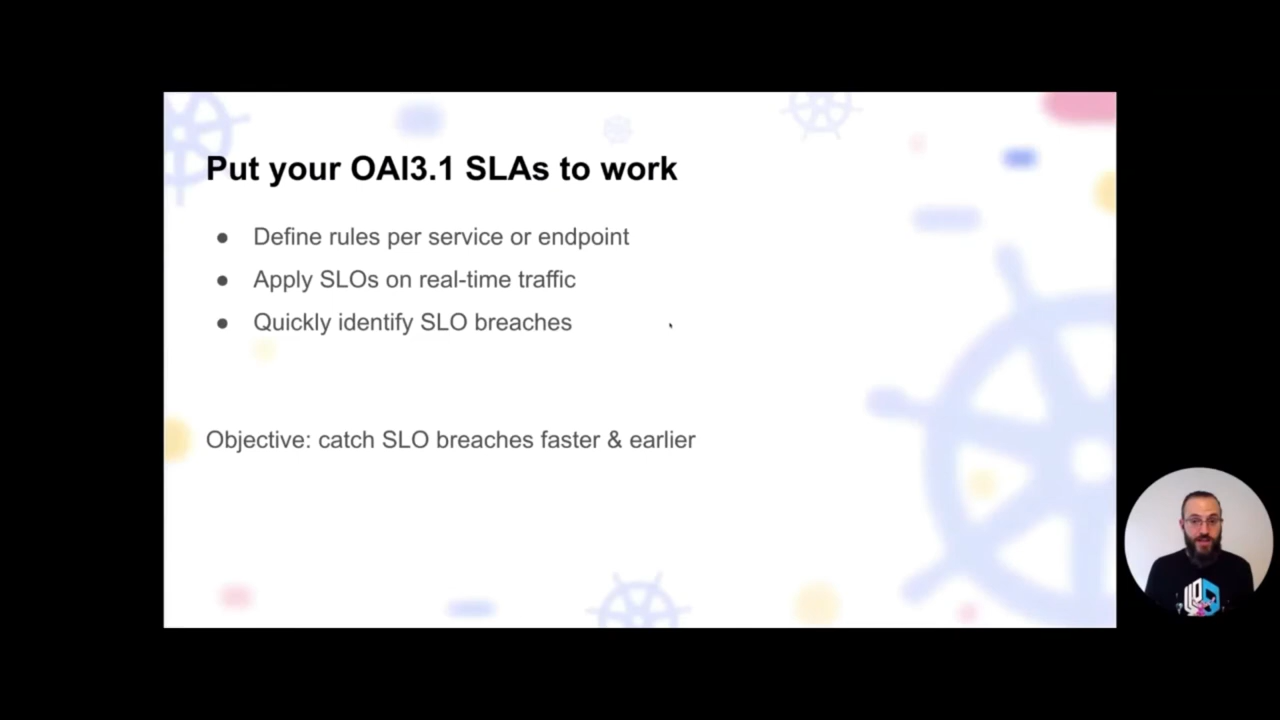 Put your OAI3.1 SLAs to work
● Define rules per service or endpoint
● Apply SLOs on real-time traffic
● Quickly identify SLO breaches
Objective: catch SLO breaches faster & earlier